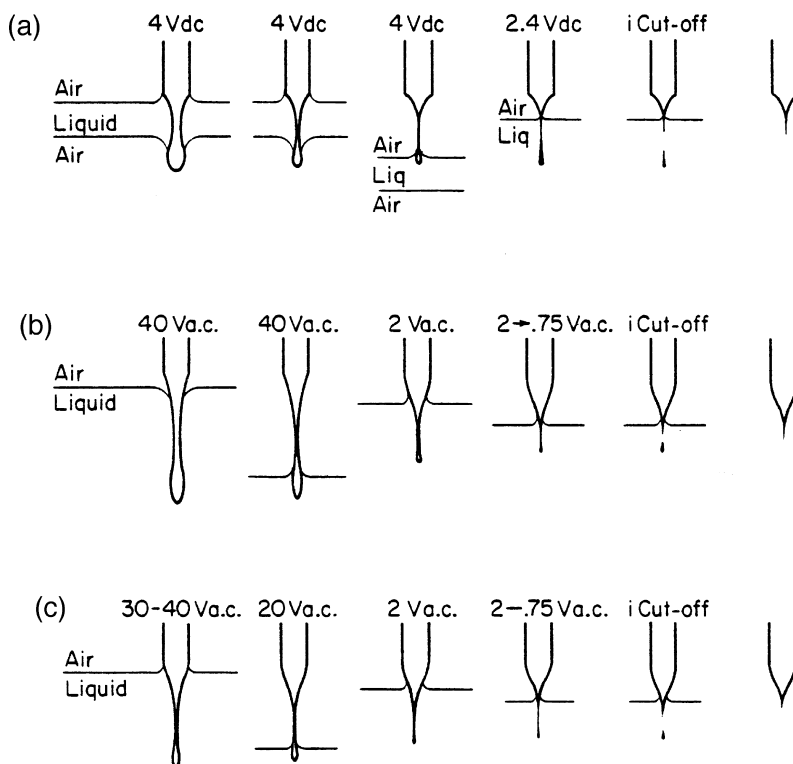 (a)
4 Vdc 4 Vdc 4 Vdc 2.4 Vdc i Cut-off
Air
Liquid
Air
Air
Liq
Air
Air
Liq
(b)
40 Va.c. 40 Va.c. 2 Va.c. 2→.75 Va.c. i Cut-off
Air
Liquid
(c)
30-40 Va.c. 20 Va.c. 2 Va.c. 2-.75 Va.c. i Cut-off
Air
Liquid